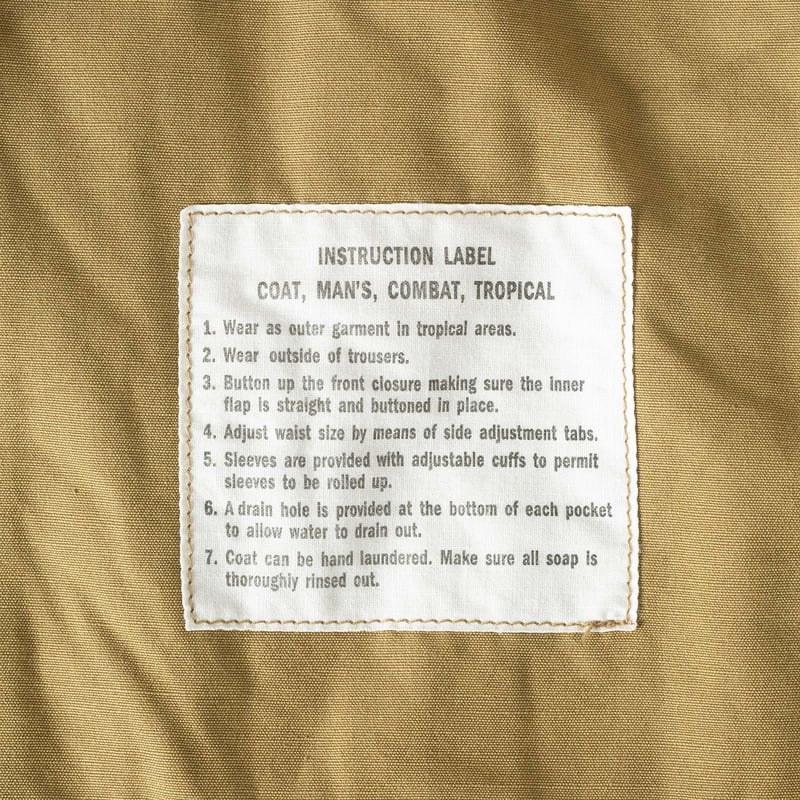 INSTRUCTION LABEL
COAT, MAN'S, COMBAT, TROPICAL
1. Wear as outer garment in tropical areas.
2. Wear outside of trousers.
3. Button up the front closure making sure the inner
flap is straight and buttoned in place.
4. Adjust waist size by means of side adjustment tabs.
5. Sleeves are provided with adjustable cuffs to permit
sleeves to be rolled up.
6. A drain hole is provided at the bottom of each pocket
to allow water to drain out.
7. Coat can be hand laundered. Make sure all soap is
thoroughly rinsed out.